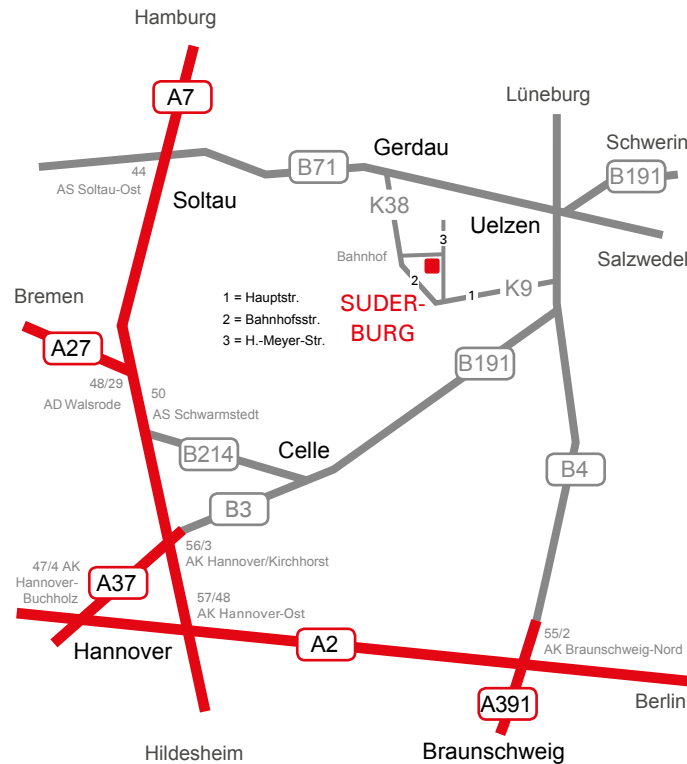 Hamburg
A7
Lüneburg
Schwerin
B191
Gerdau
B71
44
AS Soltau-Ost
Soltau
K38
Uelzen
3
Salzwedel
Bahnhof
2
Bremen
1 = Hauptstr.
2 = Bahnhofsstr.
3 = H.-Meyer-Str.
SUDER-
BURG
1
K9
A27
48/29
AD Walsrode
50
AS Schwarmstedt
B191
Celle
B214
B4
B3
56/3
AK Hannover/Kirchhorst
47/4 AK
Hannover-
Buchholz
A37
57/48
AK Hannover-Ost
Hannover
A2
55/2
AK Braunschweig-Nord
Berlin
A391
Hildesheim
Braunschweig